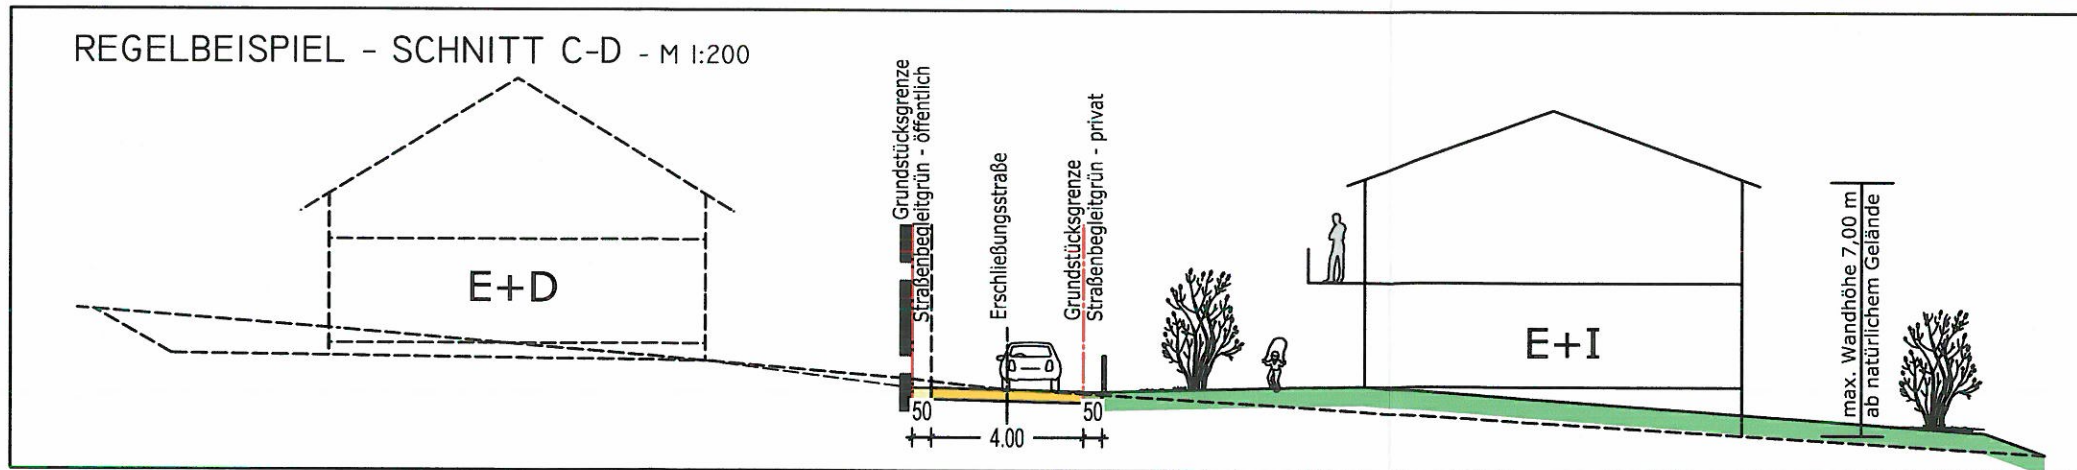 REGELBEISPIEL - SCHNITT C-D - M 1:200
E+D
Grundstücksgrenze
Straßenbegleitgrün - öffentlich
Erschließungsstraße
Grundstücksgrenze
Straßenbegleitgrün - privat
50
4.00
50
E+I
max. Wandhöhe 7,00 m
ab natürlichem Gelände